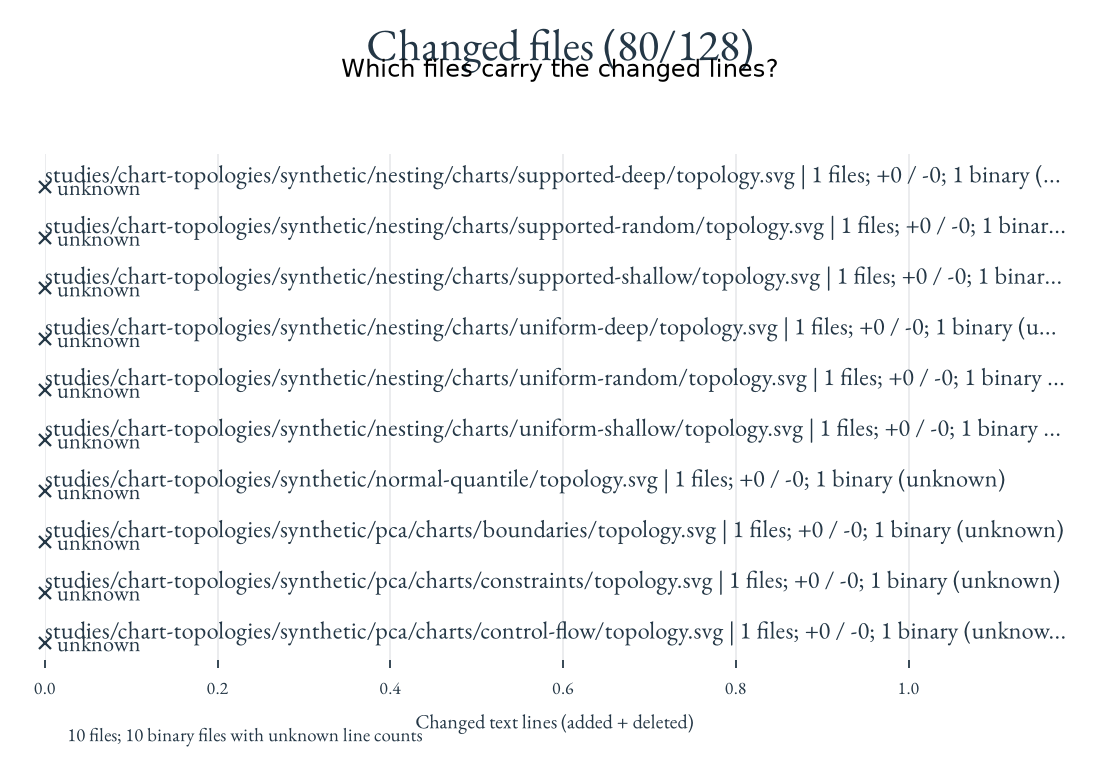 Changed files (80/128)
Which files carry the changed lines?
studies/chart-topologies/synthetic/nesting/charts/supported-deep/topology.svg | 1 files; +0 / -0; 1 binary (...
unknown
studies/chart-topologies/synthetic/nesting/charts/supported-random/topology.svg | 1 files; +0 / -0; 1 binar...
unknown
studies/chart-topologies/synthetic/nesting/charts/supported-shallow/topology.svg | 1 files; +0 / -0; 1 binar...
unknown
studies/chart-topologies/synthetic/nesting/charts/uniform-deep/topology.svg | 1 files; +0 / -0; 1 binary (u...
unknown
studies/chart-topologies/synthetic/nesting/charts/uniform-random/topology.svg | 1 files; +0 / -0; 1 binary ...
unknown
studies/chart-topologies/synthetic/nesting/charts/uniform-shallow/topology.svg | 1 files; +0 / -0; 1 binary ...
unknown
studies/chart-topologies/synthetic/normal-quantile/topology.svg | 1 files; +0 / -0; 1 binary (unknown)
unknown
studies/chart-topologies/synthetic/pca/charts/boundaries/topology.svg | 1 files; +0 / -0; 1 binary (unknown)
unknown
studies/chart-topologies/synthetic/pca/charts/constraints/topology.svg | 1 files; +0 / -0; 1 binary (unknown)
unknown
studies/chart-topologies/synthetic/pca/charts/control-flow/topology.svg | 1 files; +0 / -0; 1 binary (unknow...
unknown
0.0 0.2 0.4 0.6 0.8 1.0
Changed text lines (added + deleted)
10 files; 10 binary files with unknown line counts